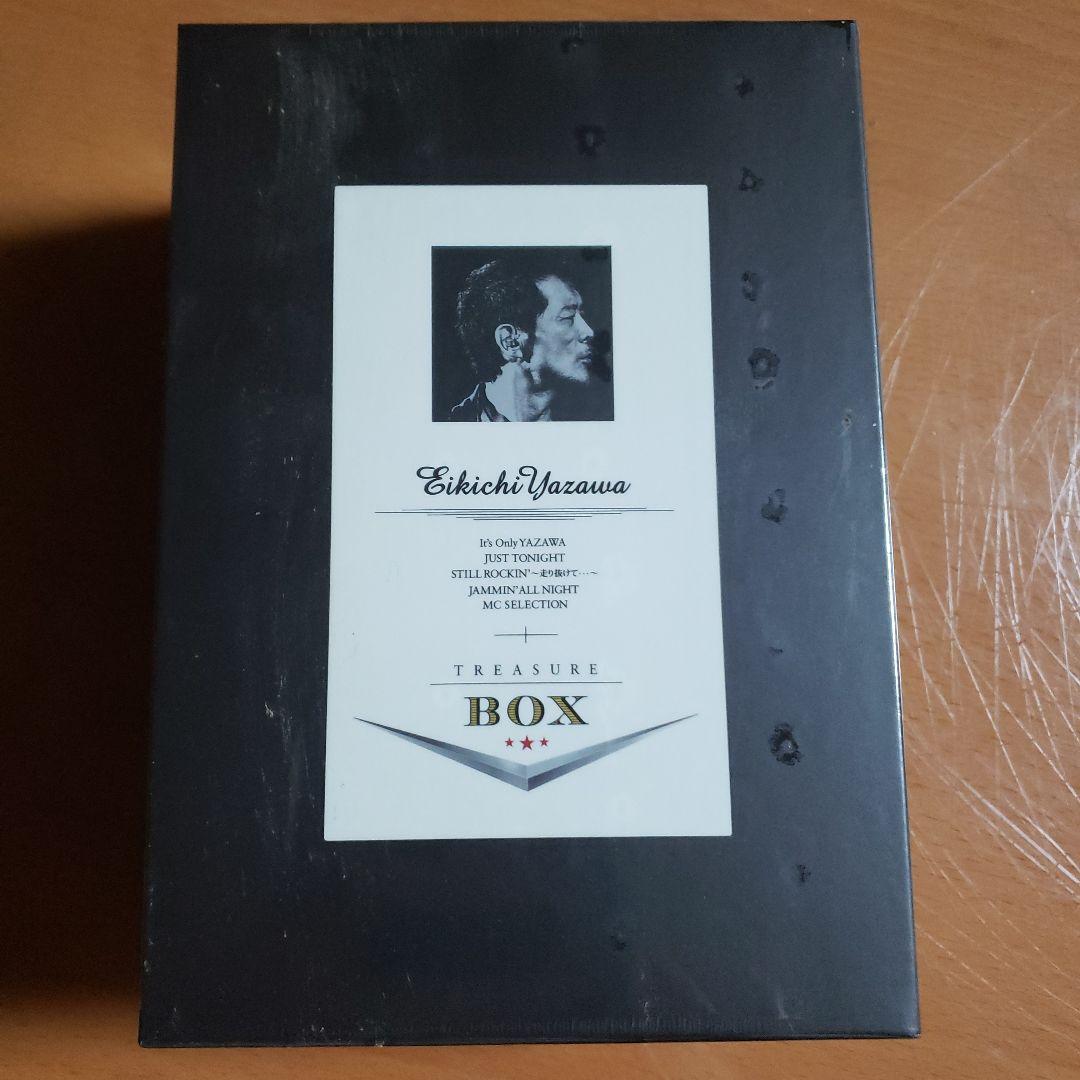 Eikichi Yazawa
It's Only YAZAWA
JUST TONIGHT
STILL ROCKIN' ~走り抜けて…~
JAMMIN' ALL NIGHT
MC SELECTION
TREASURE
BOX